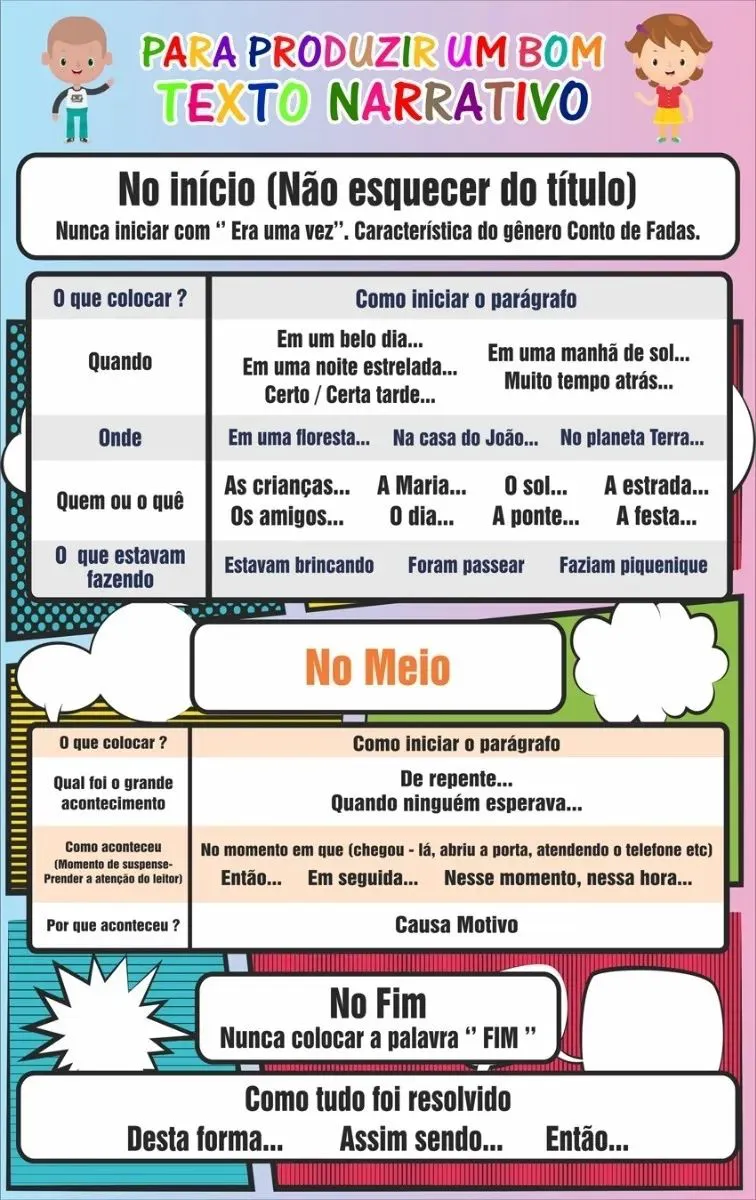 PARA PRODUZIR UM BOM
TEXTO NARRATIVO
No início (Não esquecer do título)
Nunca iniciar com ‘’ Era uma vez’’. Característica do gênero Conto de Fadas.
O que colocar ?
Como iniciar o parágrafo
Quando
Em um belo dia...
Em uma noite estrelada...
Certo / Certa tarde...
Em uma manhã de sol...
Muito tempo atrás...
Onde
Em uma floresta... Na casa do João... No planeta Terra...
Quem ou o quê
As crianças... A Maria... O sol... A estrada...
Os amigos... O dia... A ponte... A festa...
O que estavam
fazendo
Estavam brincando Foram passear Faziam piquenique
No Meio
O que colocar ?
Como iniciar o parágrafo
Qual foi o grande
acontecimento
De repente...
Quando ninguém esperava...
Como aconteceu
(Momento de suspense-
Prender a atenção do leitor)
No momento em que (chegou - lá, abriu a porta, atendendo o telefone etc)
Então... Em seguida... Nesse momento, nessa hora...
Por que aconteceu ?
Causa Motivo
No Fim
Nunca colocar a palavra ‘’ FIM ’’
Como tudo foi resolvido
Desta forma... Assim sendo... Então...